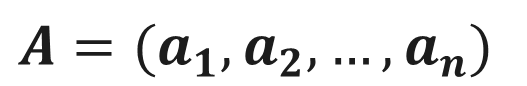 A = (a₁, a₂, …, aₙ)